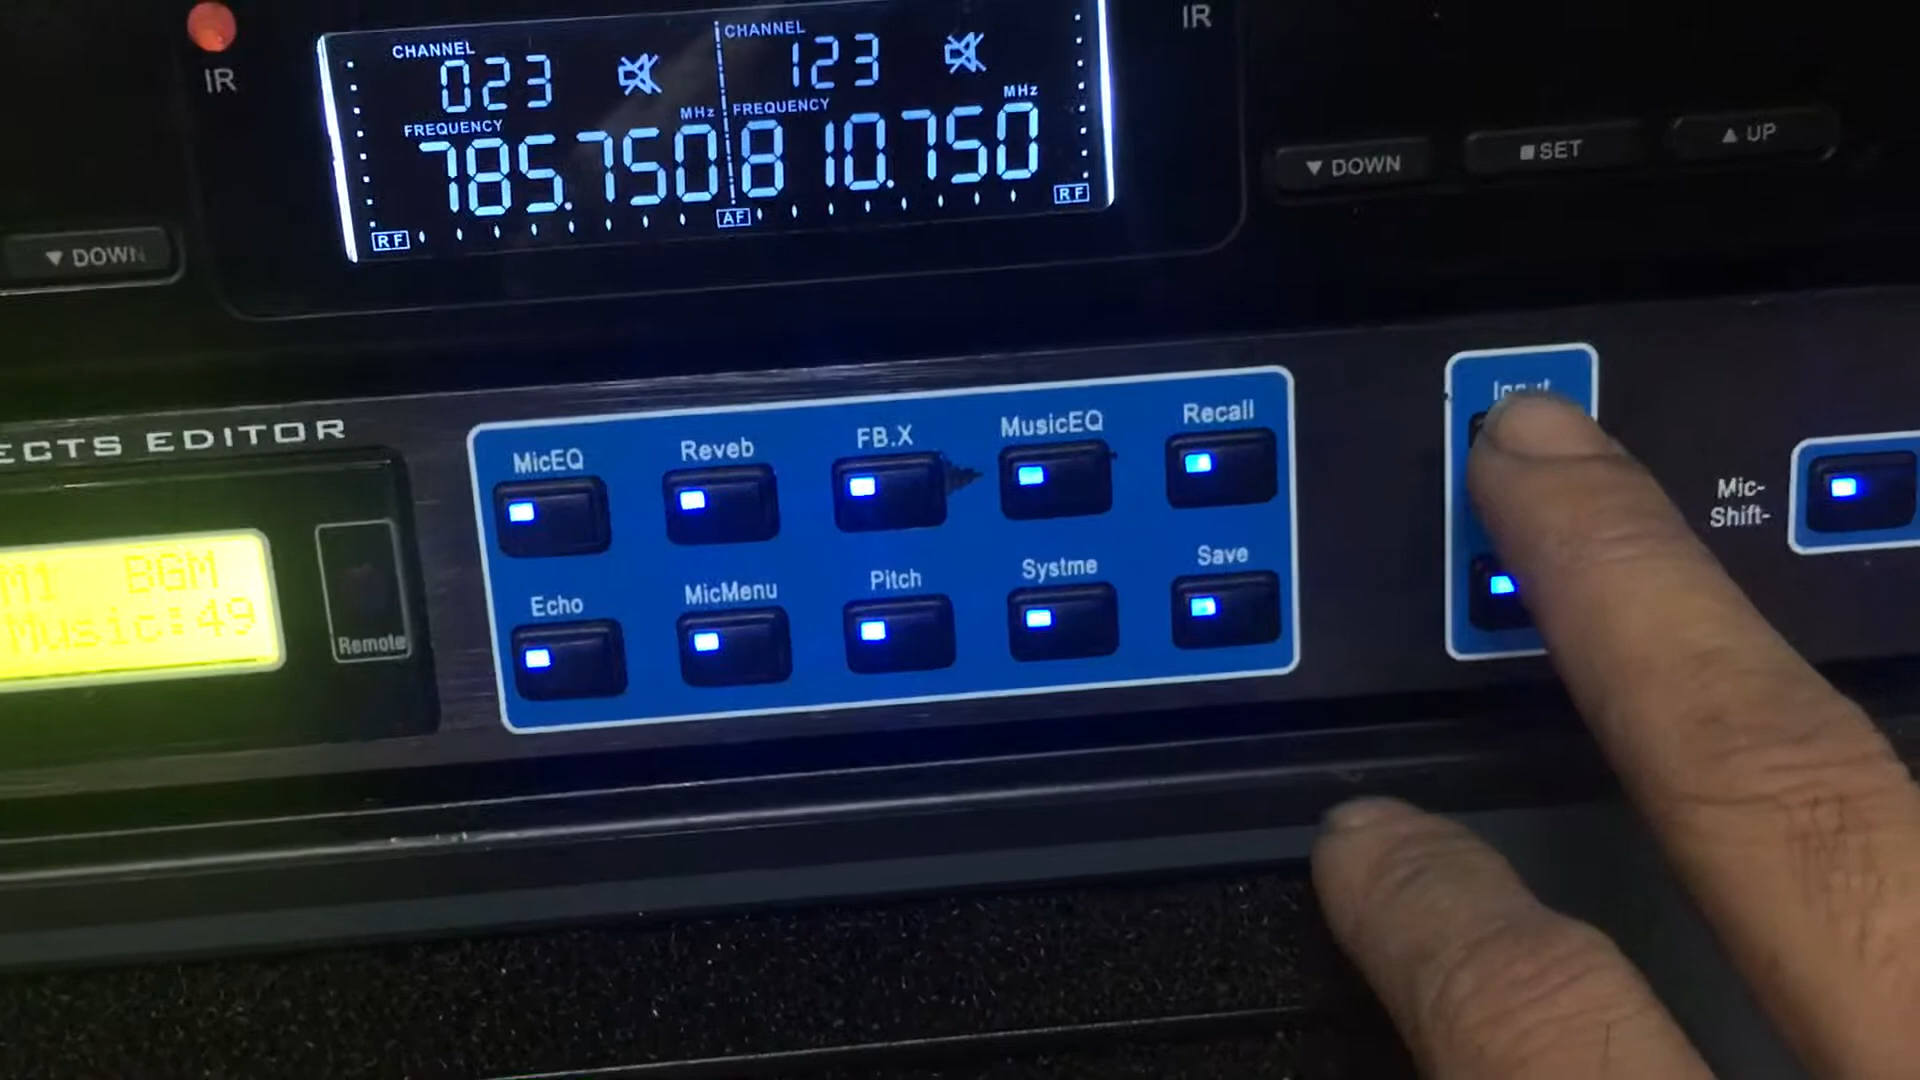 IR
CHANNEL
023
MHz
FREQUENCY
785.750
RF
AF
CHANNEL
123
MHz
FREQUENCY
810.750
RF
IR
▼ DOWN
■ SET
▲ UP
▼ DOWN
ECTS EDITOR
M1 BGM
Music:49
Remote
MicEQ
Reveb
FB.X
MusicEQ
Recall
Echo
MicMenu
Pitch
Systme
Save
Mic-
Shift-